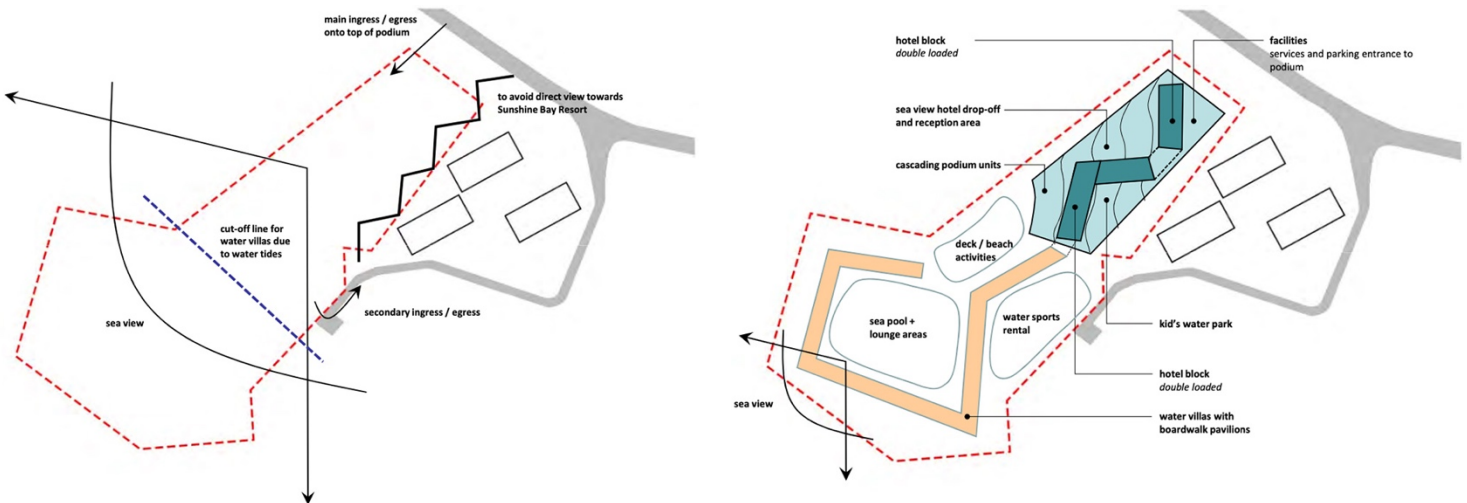 main ingress / egress
onto top of podium
to avoid direct view towards
Sunshine Bay Resort
cut-off line for
water villas due
to water tides
sea view
secondary ingress / egress
hotel block
double loaded
facilities
services and parking entrance to
podium
sea view hotel drop-off
and reception area
cascading podium units
deck / beach
activities
sea pool +
lounge areas
water sports
rental
kid's water park
hotel block
double loaded
sea view
water villas with
boardwalk pavilions